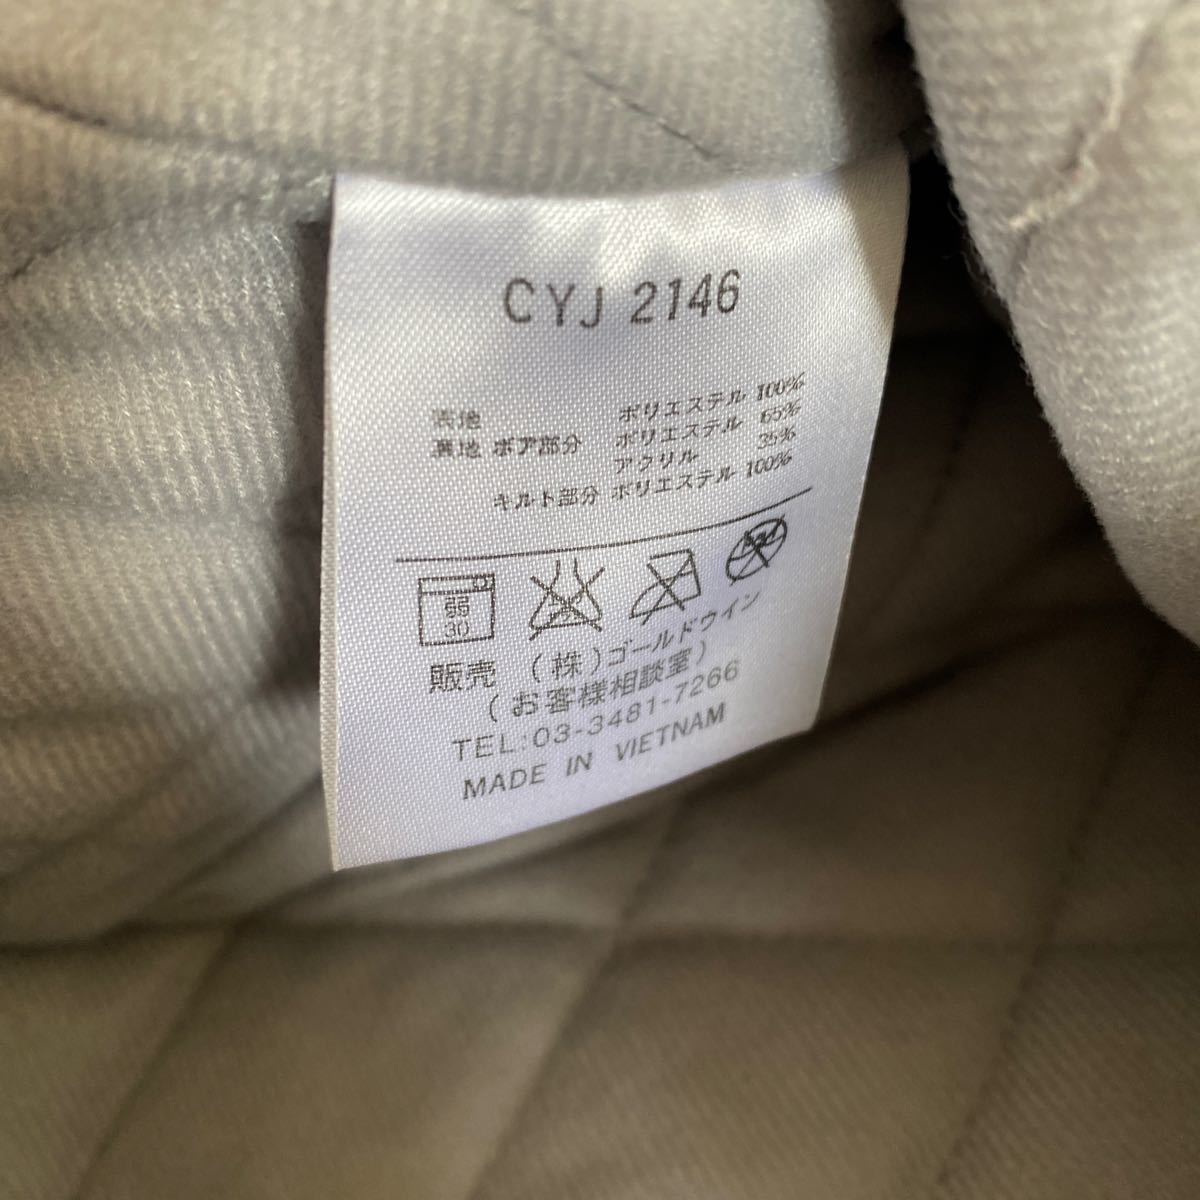 CYJ 2146
表地 ポリエステル 100%
裏地 ボア部分 ポリエステル 65%
アクリル 35%
キルト部分 ポリエステル 100%
30
販売 (株)ゴールドウイン
(お客様相談室)
TEL:03-3481-7266
MADE IN VIETNAM